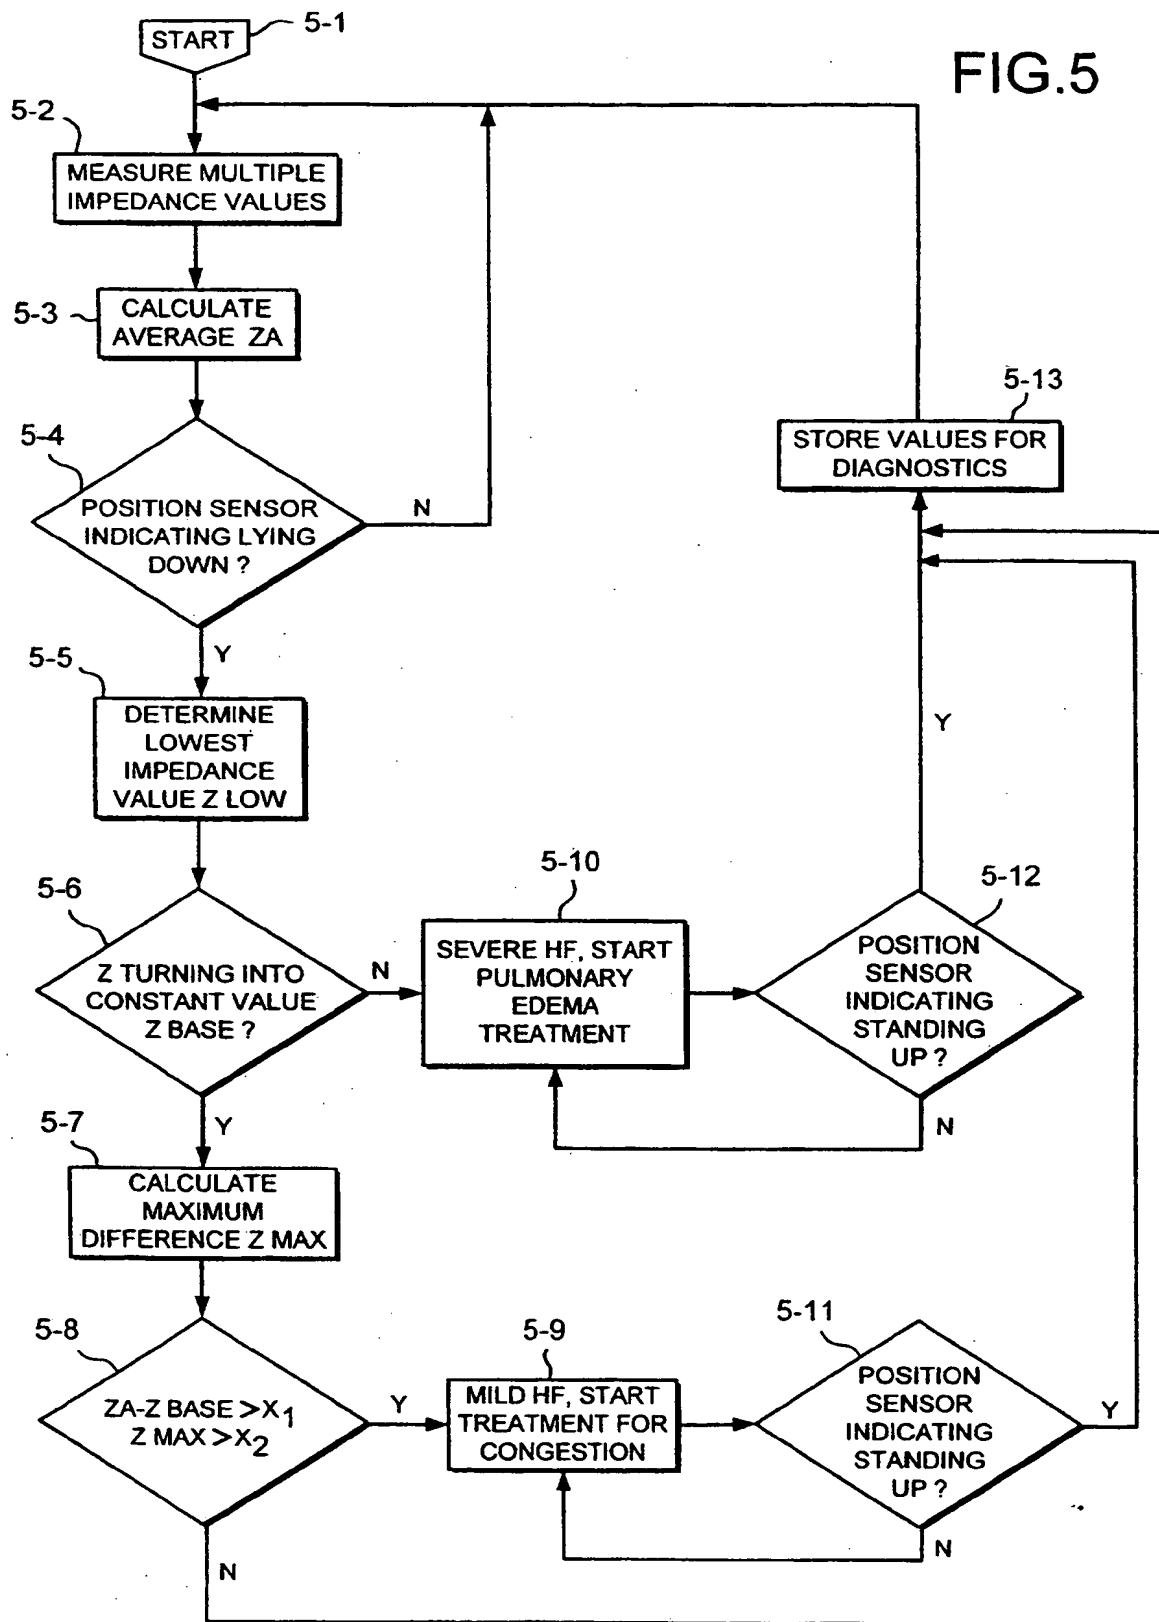 FIG.5
START
5-1
5-2
MEASURE MULTIPLE
IMPEDANCE VALUES
5-3
CALCULATE
AVERAGE ZA
5-4
POSITION SENSOR
INDICATING LYING
DOWN ?
N
Y
5-5
DETERMINE
LOWEST
IMPEDANCE
VALUE Z LOW
5-6
Z TURNING INTO
CONSTANT VALUE
Z BASE ?
N
Y
5-10
SEVERE HF, START
PULMONARY
EDEMA
TREATMENT
5-12
POSITION
SENSOR
INDICATING
STANDING
UP ?
Y
N
5-13
STORE VALUES FOR
DIAGNOSTICS
5-7
CALCULATE
MAXIMUM
DIFFERENCE Z MAX
5-8
ZA-Z BASE >X1
Z MAX >X2
Y
N
5-9
MILD HF, START
TREATMENT FOR
CONGESTION
5-11
POSITION
SENSOR
INDICATING
STANDING
UP ?
Y
N